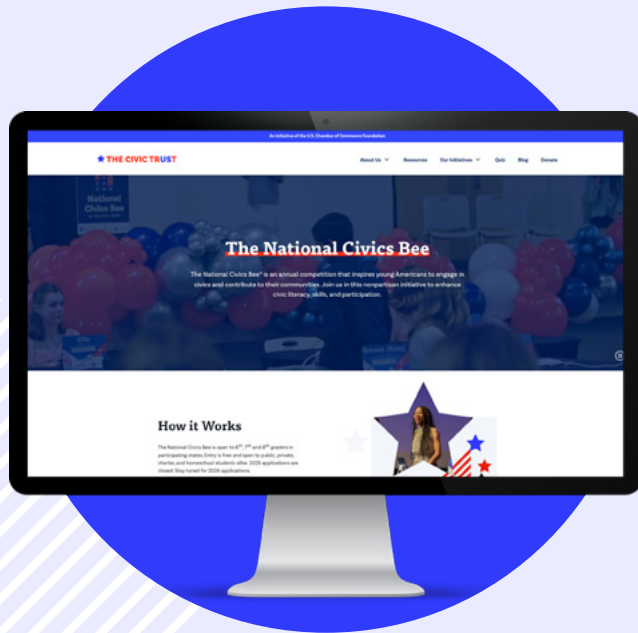 An initiative of the U.S. Chamber of Commerce Foundation
THE CIVIC TRUST
About Us Resources Our Initiatives Quiz Blog Donate
National
Civics Bee
The National Civics Bee
The National Civics Bee® is an annual competition that inspires young Americans to engage in
civics and contribute to their communities. Join us in this nonpartisan initiative to enhance
civic literacy, skills, and participation.
How it Works
The National Civics Bee is open to 6th, 7th and 8th graders in
participating states. Entry is free and open to public, private,
charter, and homeschool students alike. 2025 applications are
closed. Stay tuned for 2026 applications.